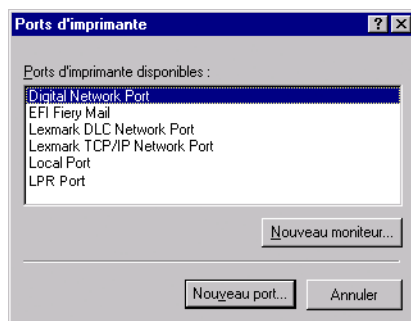 Ports d'imprimante
Ports d'imprimante disponibles :
Digital Network Port
EFI Fiery Mail
Lexmark DLC Network Port
Lexmark TCP/IP Network Port
Local Port
LPR Port
Nouveau moniteur...
Nouveau port...
Annuler